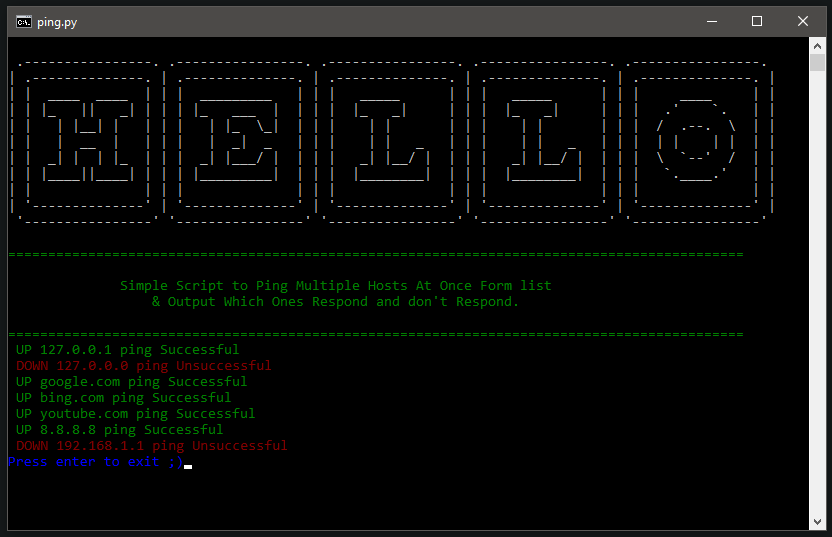 ping.py
HELLO
Simple Script to Ping Multiple Hosts At Once Form list
& Output Which Ones Respond and don't Respond.
UP 127.0.0.1 ping Successful
DOWN 127.0.0.0 ping Unsuccessful
UP google.com ping Successful
UP bing.com ping Successful
UP youtube.com ping Successful
UP 8.8.8.8 ping Successful
DOWN 192.168.1.1 ping Unsuccessful
Press enter to exit ;)